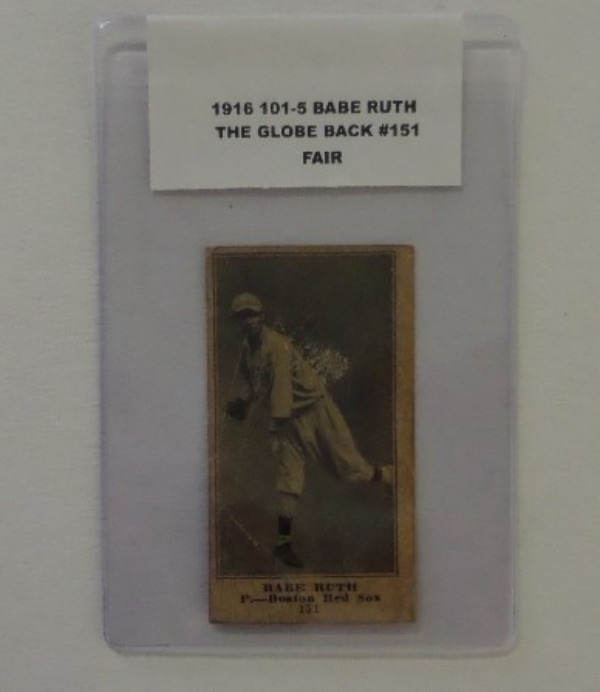 1916 101-5 BABE RUTH
THE GLOBE BACK #151
FAIR
BABE RUTH
P.—Boston Red Sox
151